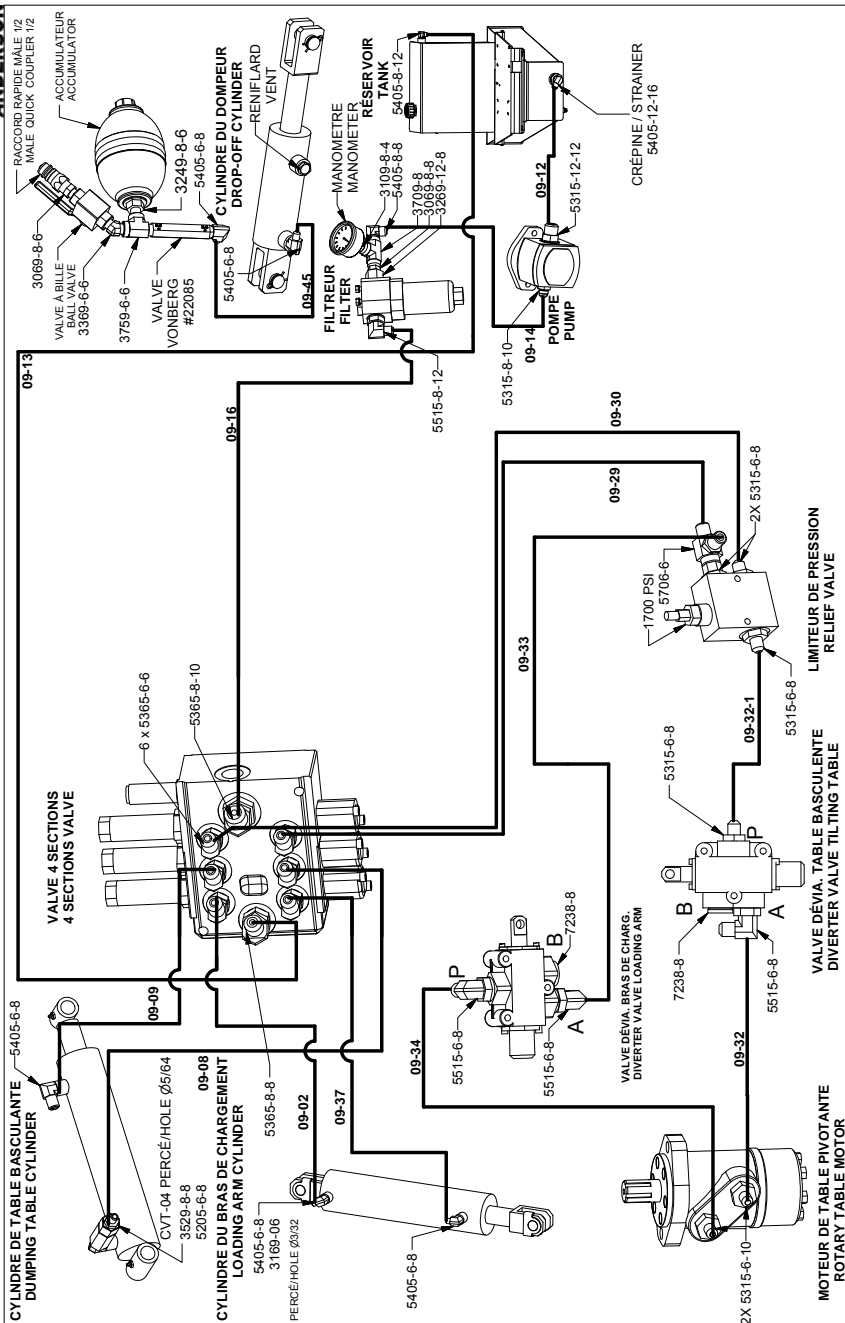 ANDERSON
RACCORD RAPIDE MÂLE 1/2
MALE QUICK COUPLER 1/2
ACCUMULATEUR
ACCUMULATOR
3069-8-6
VALVE À BILLE
BALL VALVE
3369-6-6
3759-6-6
VALVE
VONBERG
#22085
3249-8-6
5405-6-8
CYLINDRE DU DOMPEUR
DROP-OFF CYLINDER
RENIFLARD
VENT
5405-6-8
09-45
MANOMETRE
MANOMETER
3109-8-4
5405-8-8
3709-8
3069-8-8
3269-12-8
FILTREUR
FILTER
5515-8-12
RÉSERVOIR
TANK
5405-8-12
CRÉPINE / STRAINER
5405-12-16
09-12
5315-12-12
POMPE
PUMP
5315-8-10
09-14
09-13
09-16
VALVE 4 SECTIONS
4 SECTIONS VALVE
6 x 5365-6-6
5365-8-10
5365-8-8
09-30
09-29
09-33
2X 5315-6-8
1700 PSI
5706-6
LIMITEUR DE PRESSION
RELIEF VALVE
5315-6-8
09-32-1
5315-6-8
P
B
A
7238-8
5515-6-8
VALVE DÉVIA. TABLE BASCULENTE
DIVERTER VALVE TILTING TABLE
09-32
CYLNDRE DE TABLE BASCULANTE
DUMPING TABLE CYLINDER
5405-6-8
09-09
CVT-04 PERCÉ/HOLE Ø5/64
3529-8-8
5205-6-8
09-08
CYLINDRE DU BRAS DE CHARGEMENT
LOADING ARM CYLINDER
5405-6-8
3169-06
PERCÉ/HOLE Ø3/32
09-02
09-37
5405-6-8
P
5515-6-8
5515-6-8
A
B
7238-8
VALVE DÉVIA. BRAS DE CHARG.
DIVERTER VALVE LOADING ARM
09-34
2X 5315-6-10
MOTEUR DE TABLE PIVOTANTE
ROTARY TABLE MOTOR